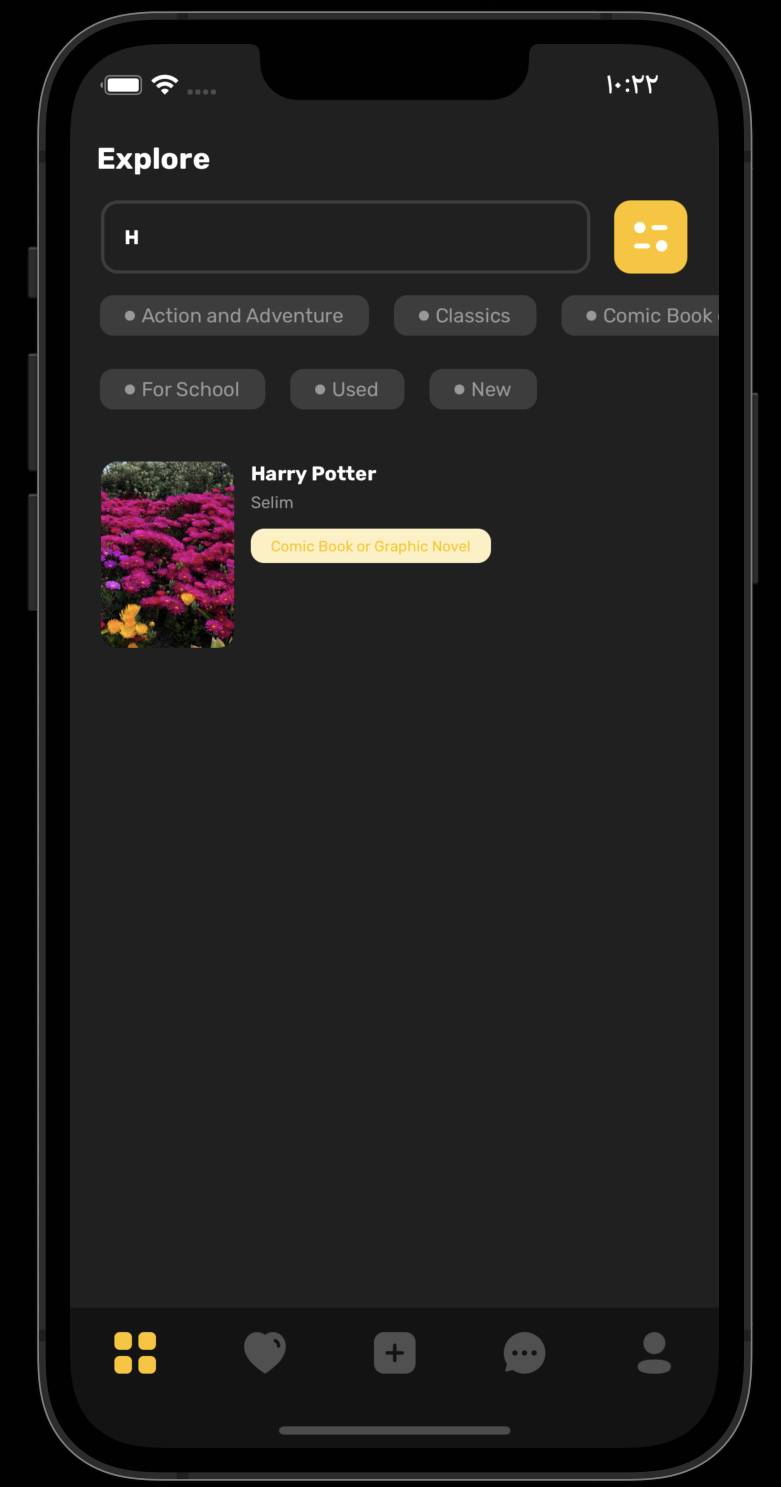 ١٠:٢٢
Explore
H
Action and Adventure
Classics
Comic Book
For School
Used
New
Harry Potter
Selim
Comic Book or Graphic Novel